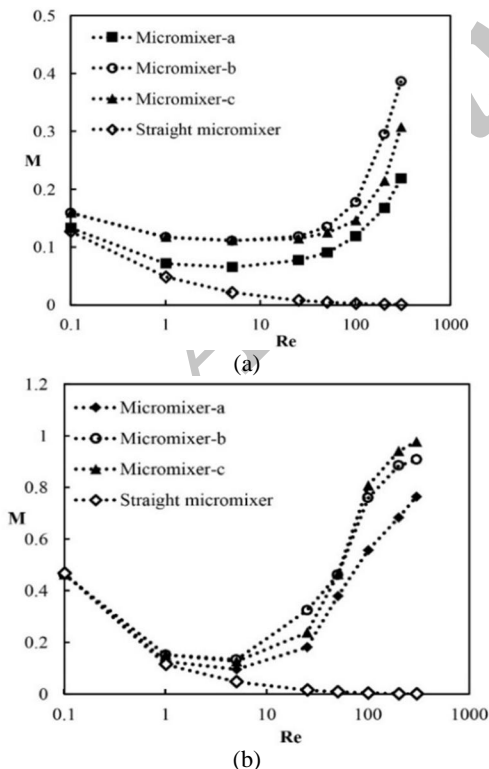 M
0.5
Micromixer-a
Micromixer-b
0.4
Micromixer-c
Straight micromixer
0.3
0.2
0.1
0
0.1 1 10 100 1000
Re
(a)
1.2
Micromixer-a
1
Micromixer-b
Micromixer-c
0.8
Straight micromixer
M
0.6
0.4
0.2
0
0.1 1 10 100 1000
Re
(b)